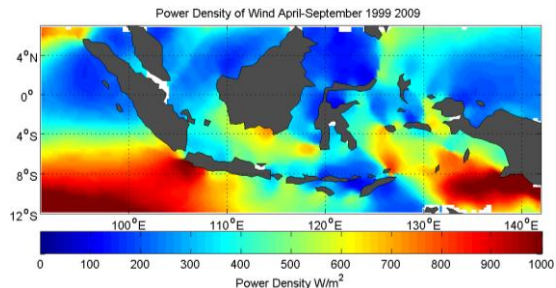 Power Density of Wind April-September 1999 2009
4°N
0°
4°S
8°S
12°S
100°E 110°E 120°E 130°E 140°E
0 100 200 300 400 500 600 700 800 900 1000
Power Density W/m²